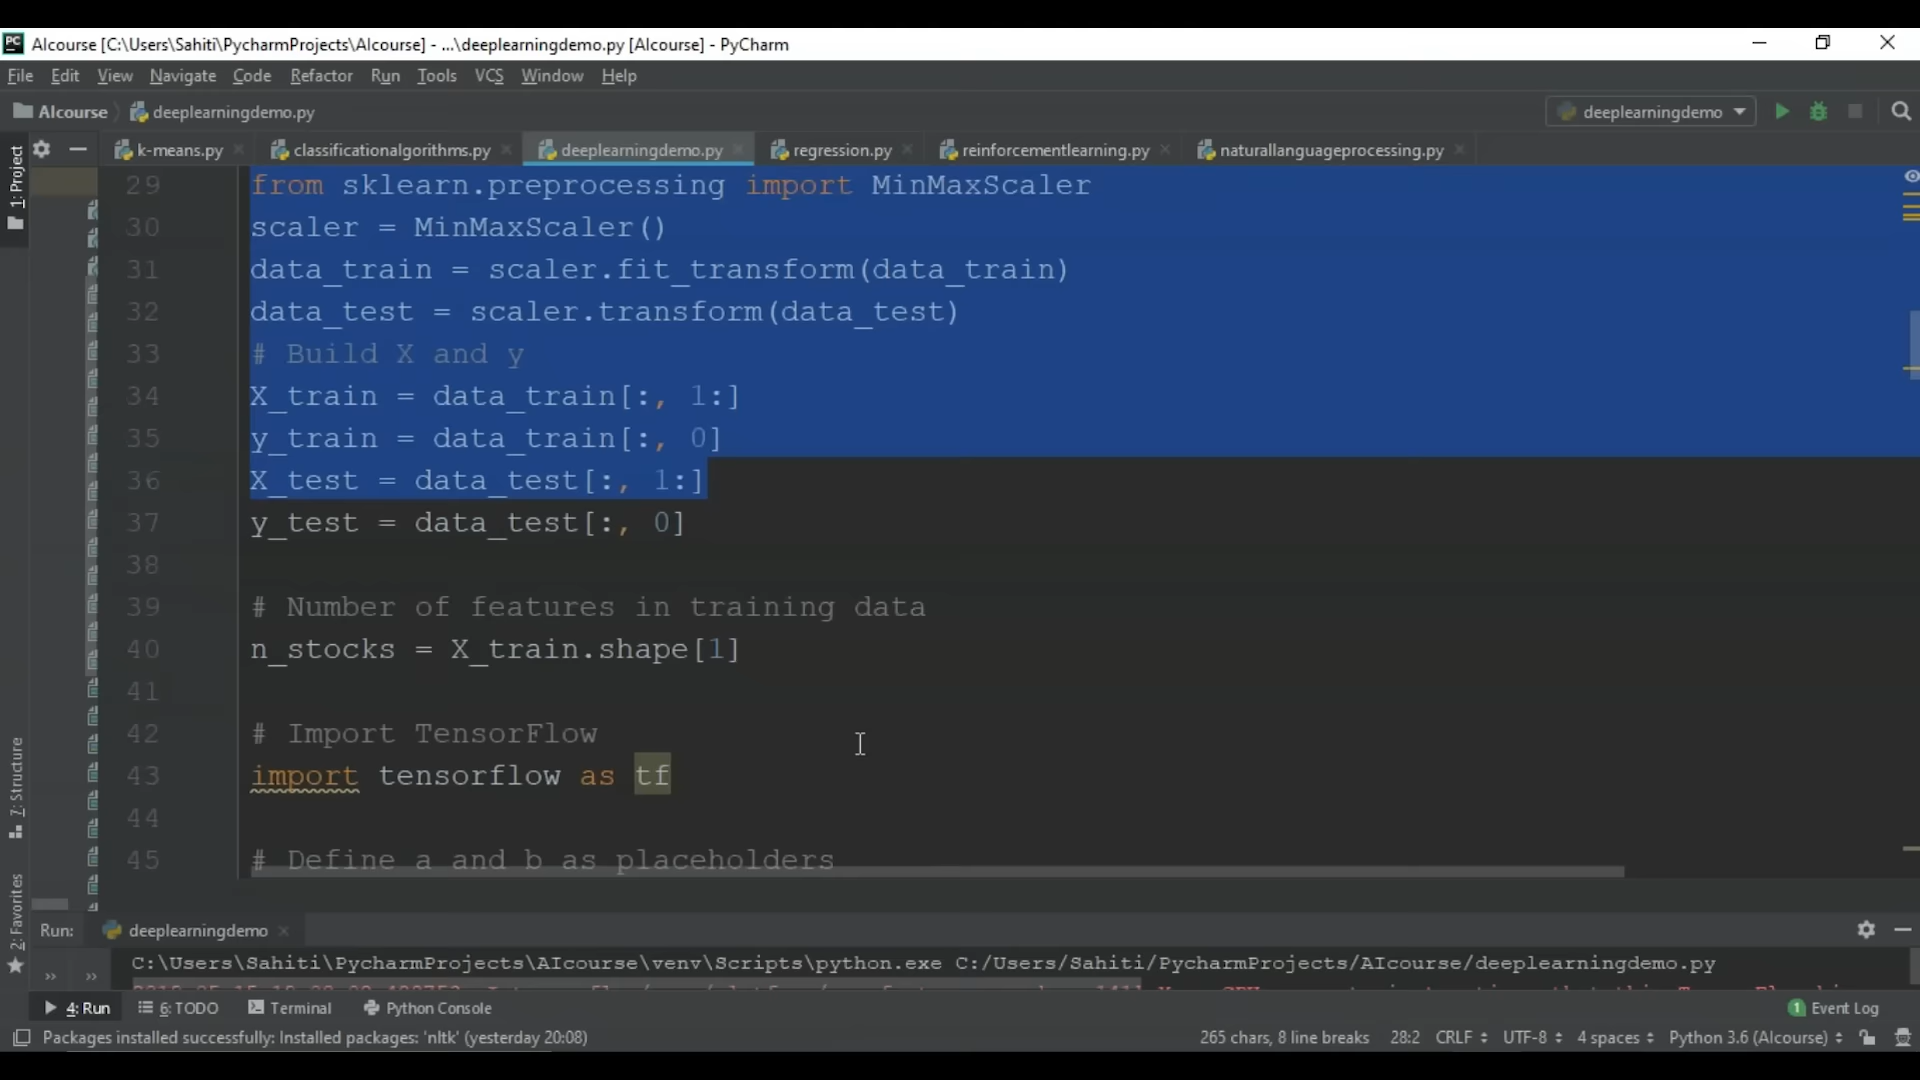 PC AIcourse [C:\Users\Sahiti\PycharmProjects\AIcourse] - ...\deeplearningdemo.py [AIcourse] - PyCharm
File Edit View Navigate Code Refactor Run Tools VCS Window Help
AIcourse deeplearningdemo.py deeplearningdemo
1: Project
k-means.py classificationalgorithms.py deeplearningdemo.py regression.py reinforcementlearning.py naturallanguageprocessing.py
29 from sklearn.preprocessing import MinMaxScaler
30 scaler = MinMaxScaler()
31 data_train = scaler.fit_transform(data_train)
32 data_test = scaler.transform(data_test)
33 # Build X and y
34 X_train = data_train[:, 1:]
35 y_train = data_train[:, 0]
36 X_test = data_test[:, 1:]
37 y_test = data_test[:, 0]
38
39 # Number of features in training data
40 n_stocks = X_train.shape[1]
41
42 # Import TensorFlow
43 import tensorflow as tf
44
45 # Define a and b as placeholders
7: Structure
2: Favorites
Run: deeplearningdemo
C:\Users\Sahiti\PycharmProjects\AIcourse\venv\Scripts\python.exe C:/Users/Sahiti/PycharmProjects/AIcourse/deeplearningdemo.py
4: Run 6: TODO Terminal Python Console 1 Event Log
Packages installed successfully: Installed packages: 'nltk' (yesterday 20:08) 265 chars, 8 line breaks 28:2 CRLF UTF-8 4 spaces Python 3.6 (AIcourse)